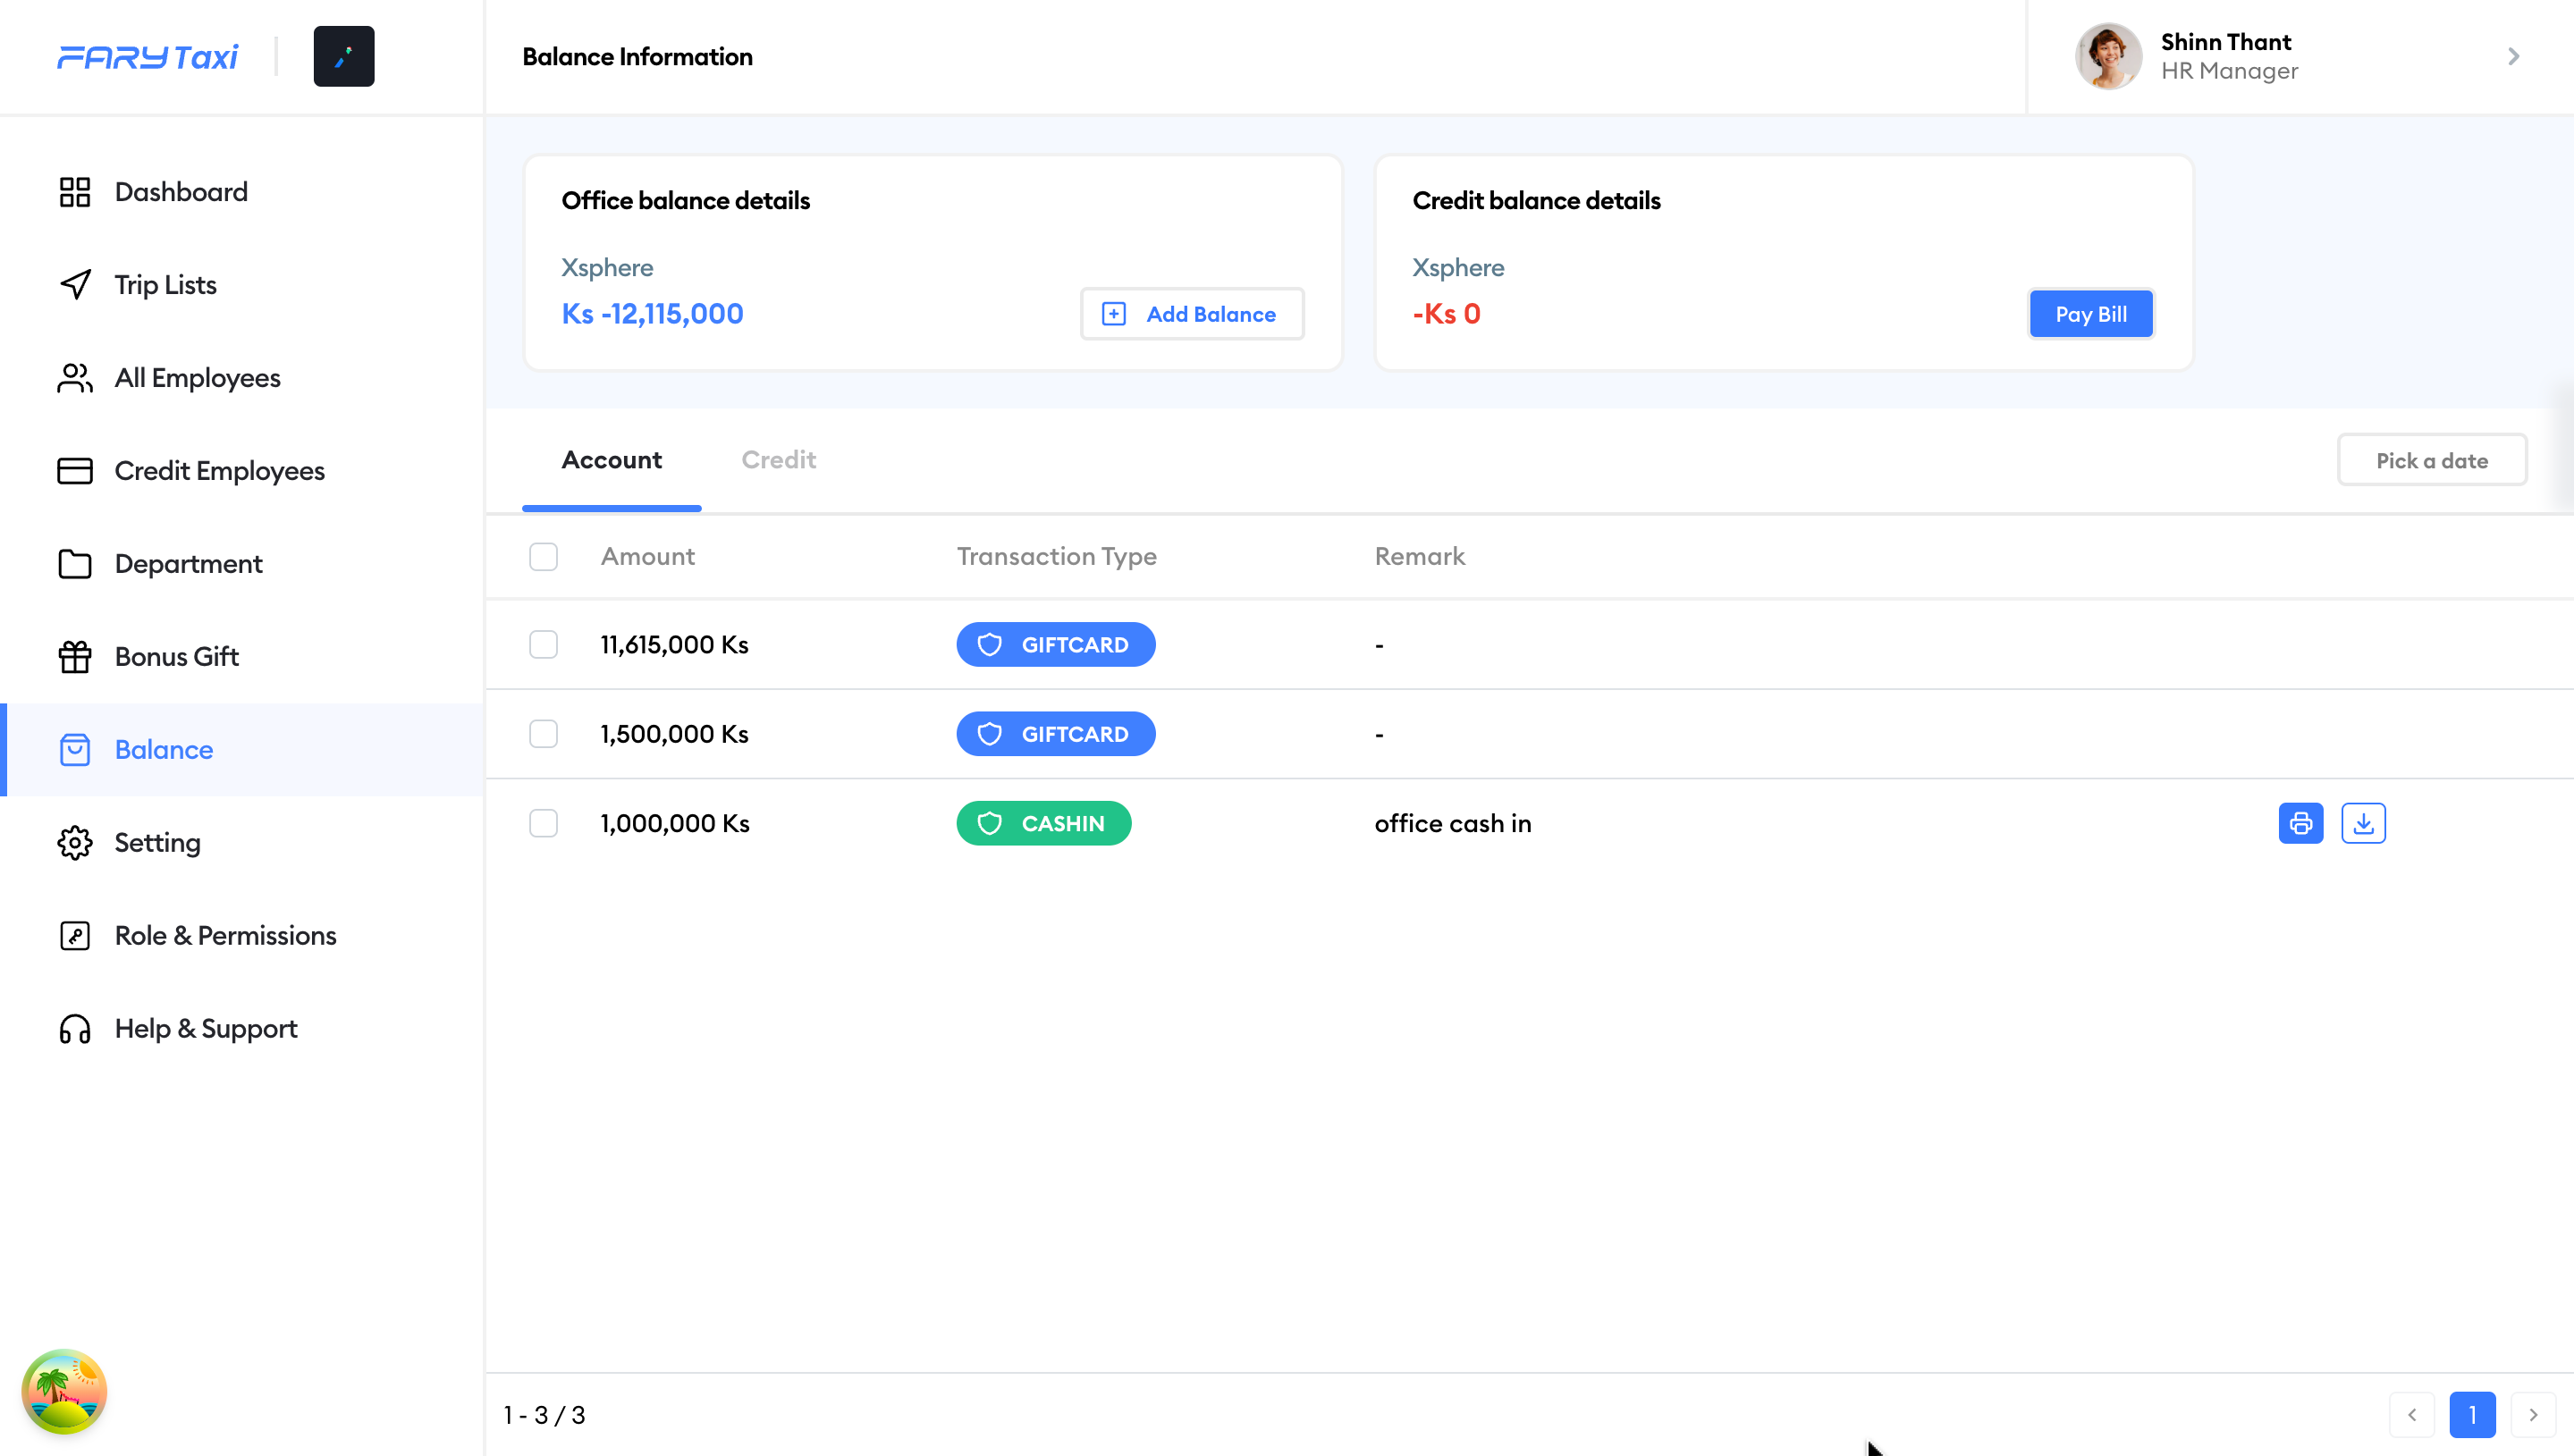 FARY Taxi
Balance Information
Shinn Thant
HR Manager
Dashboard
Trip Lists
All Employees
Credit Employees
Department
Bonus Gift
Balance
Setting
Role & Permissions
Help & Support
Office balance details
Xsphere
Ks -12,115,000
Add Balance
Credit balance details
Xsphere
-Ks 0
Pay Bill
Account
Credit
Pick a date
Amount Transaction Type Remark
11,615,000 Ks GIFTCARD -
1,500,000 Ks GIFTCARD -
1,000,000 Ks CASHIN office cash in
1 - 3 / 3
1